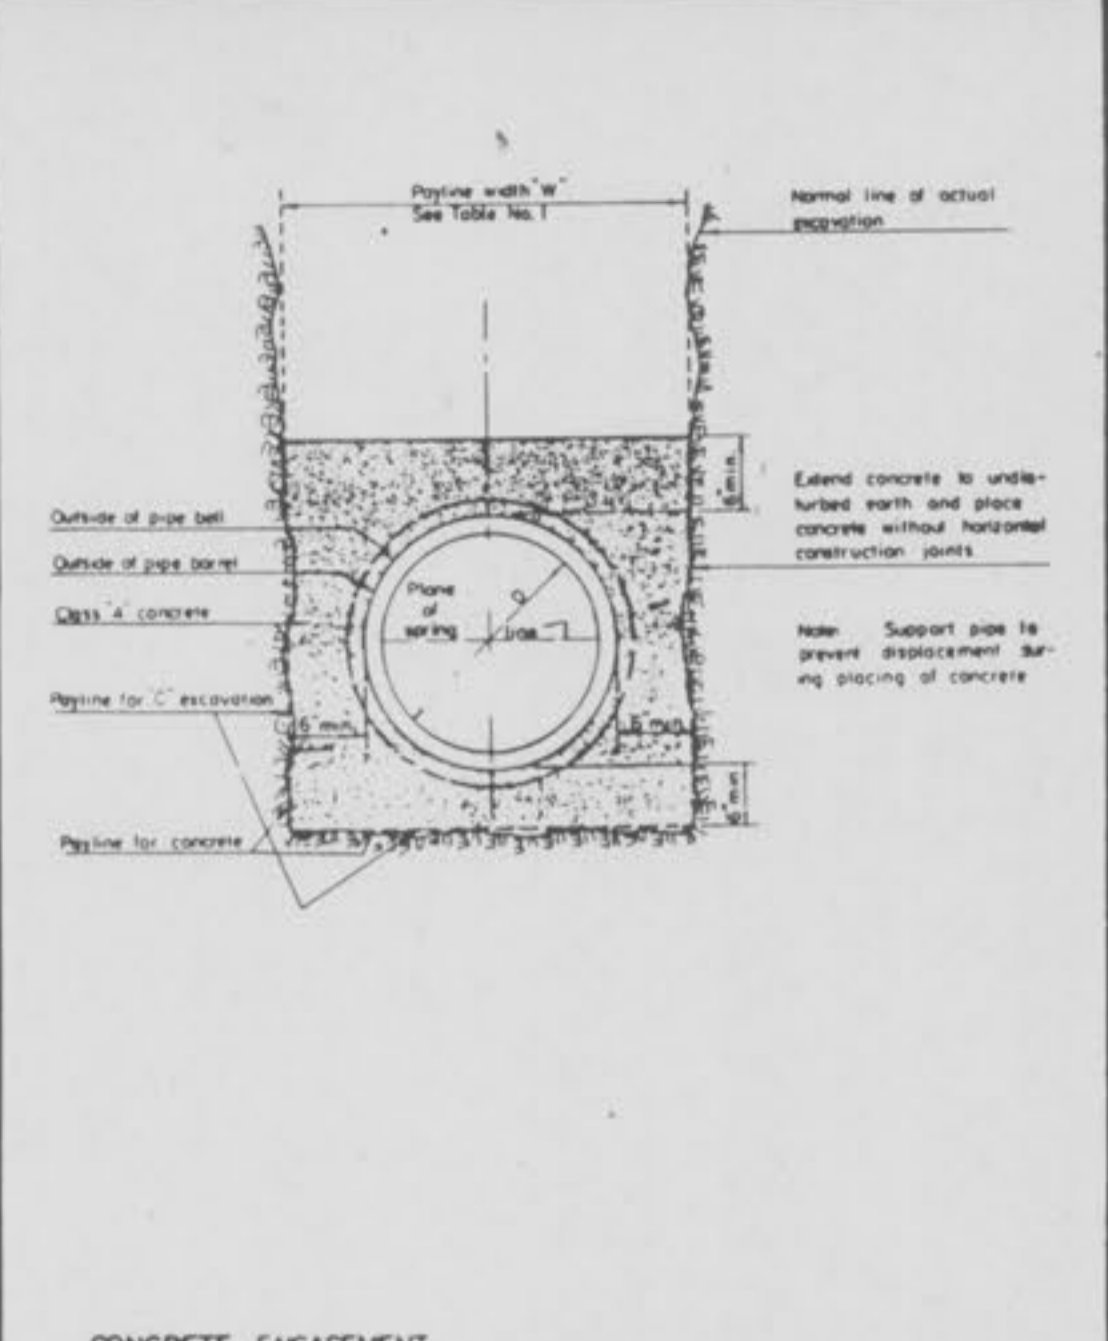 Payline width "W"
See Table No. 1
Normal line of actual
excavation
6" min.
Extend concrete to undis-
turbed earth and place
concrete without horizontal
construction joints
Outside of pipe bell
Outside of pipe barrel
Class "A" concrete
Plane
of
spring
line
D
Note: Support pipe to
prevent displacement dur-
ing placing of concrete
Payline for "C" excavation
6" min.
6" min.
6" min
Payline for concrete
CONCRETE ENCASEMENT